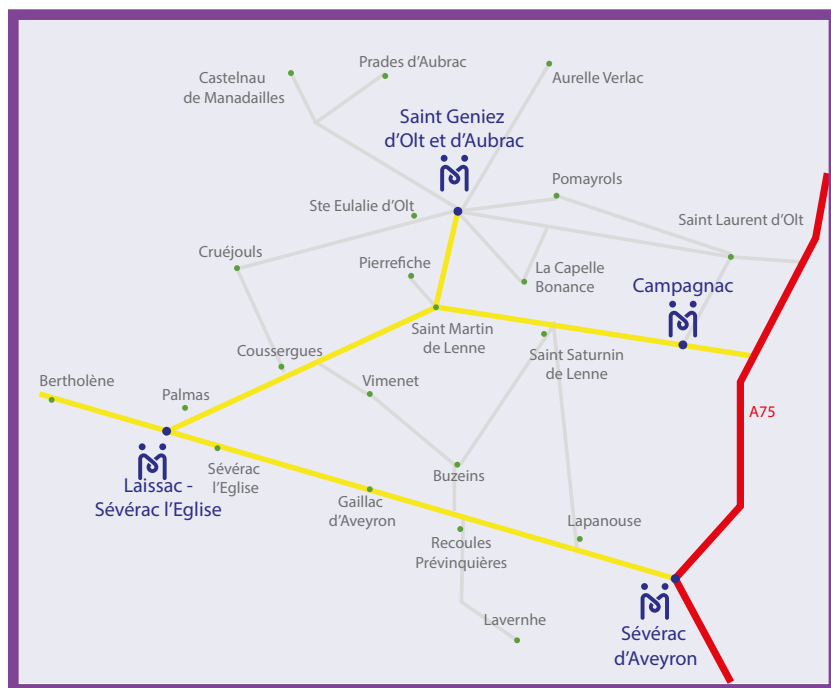 Prades d'Aubrac
Castelnau
de Manadailles
Aurelle Verlac
Saint Geniez
d'Olt et d'Aubrac
Pomayrols
Ste Eulalie d'Olt
Saint Laurent d'Olt
Cruéjouls
Pierrefiche
La Capelle
Bonance
Campagnac
Saint Martin
de Lenne
Coussergues
Saint Saturnin
de Lenne
Bertholène
Palmas
Vimenet
A75
Sévérac
l'Eglise
Buzeins
Laissac -
Sévérac l'Eglise
Gaillac
d'Aveyron
Lapanouse
Recoules
Prévinquières
Lavernhe
Sévérac
d'Aveyron